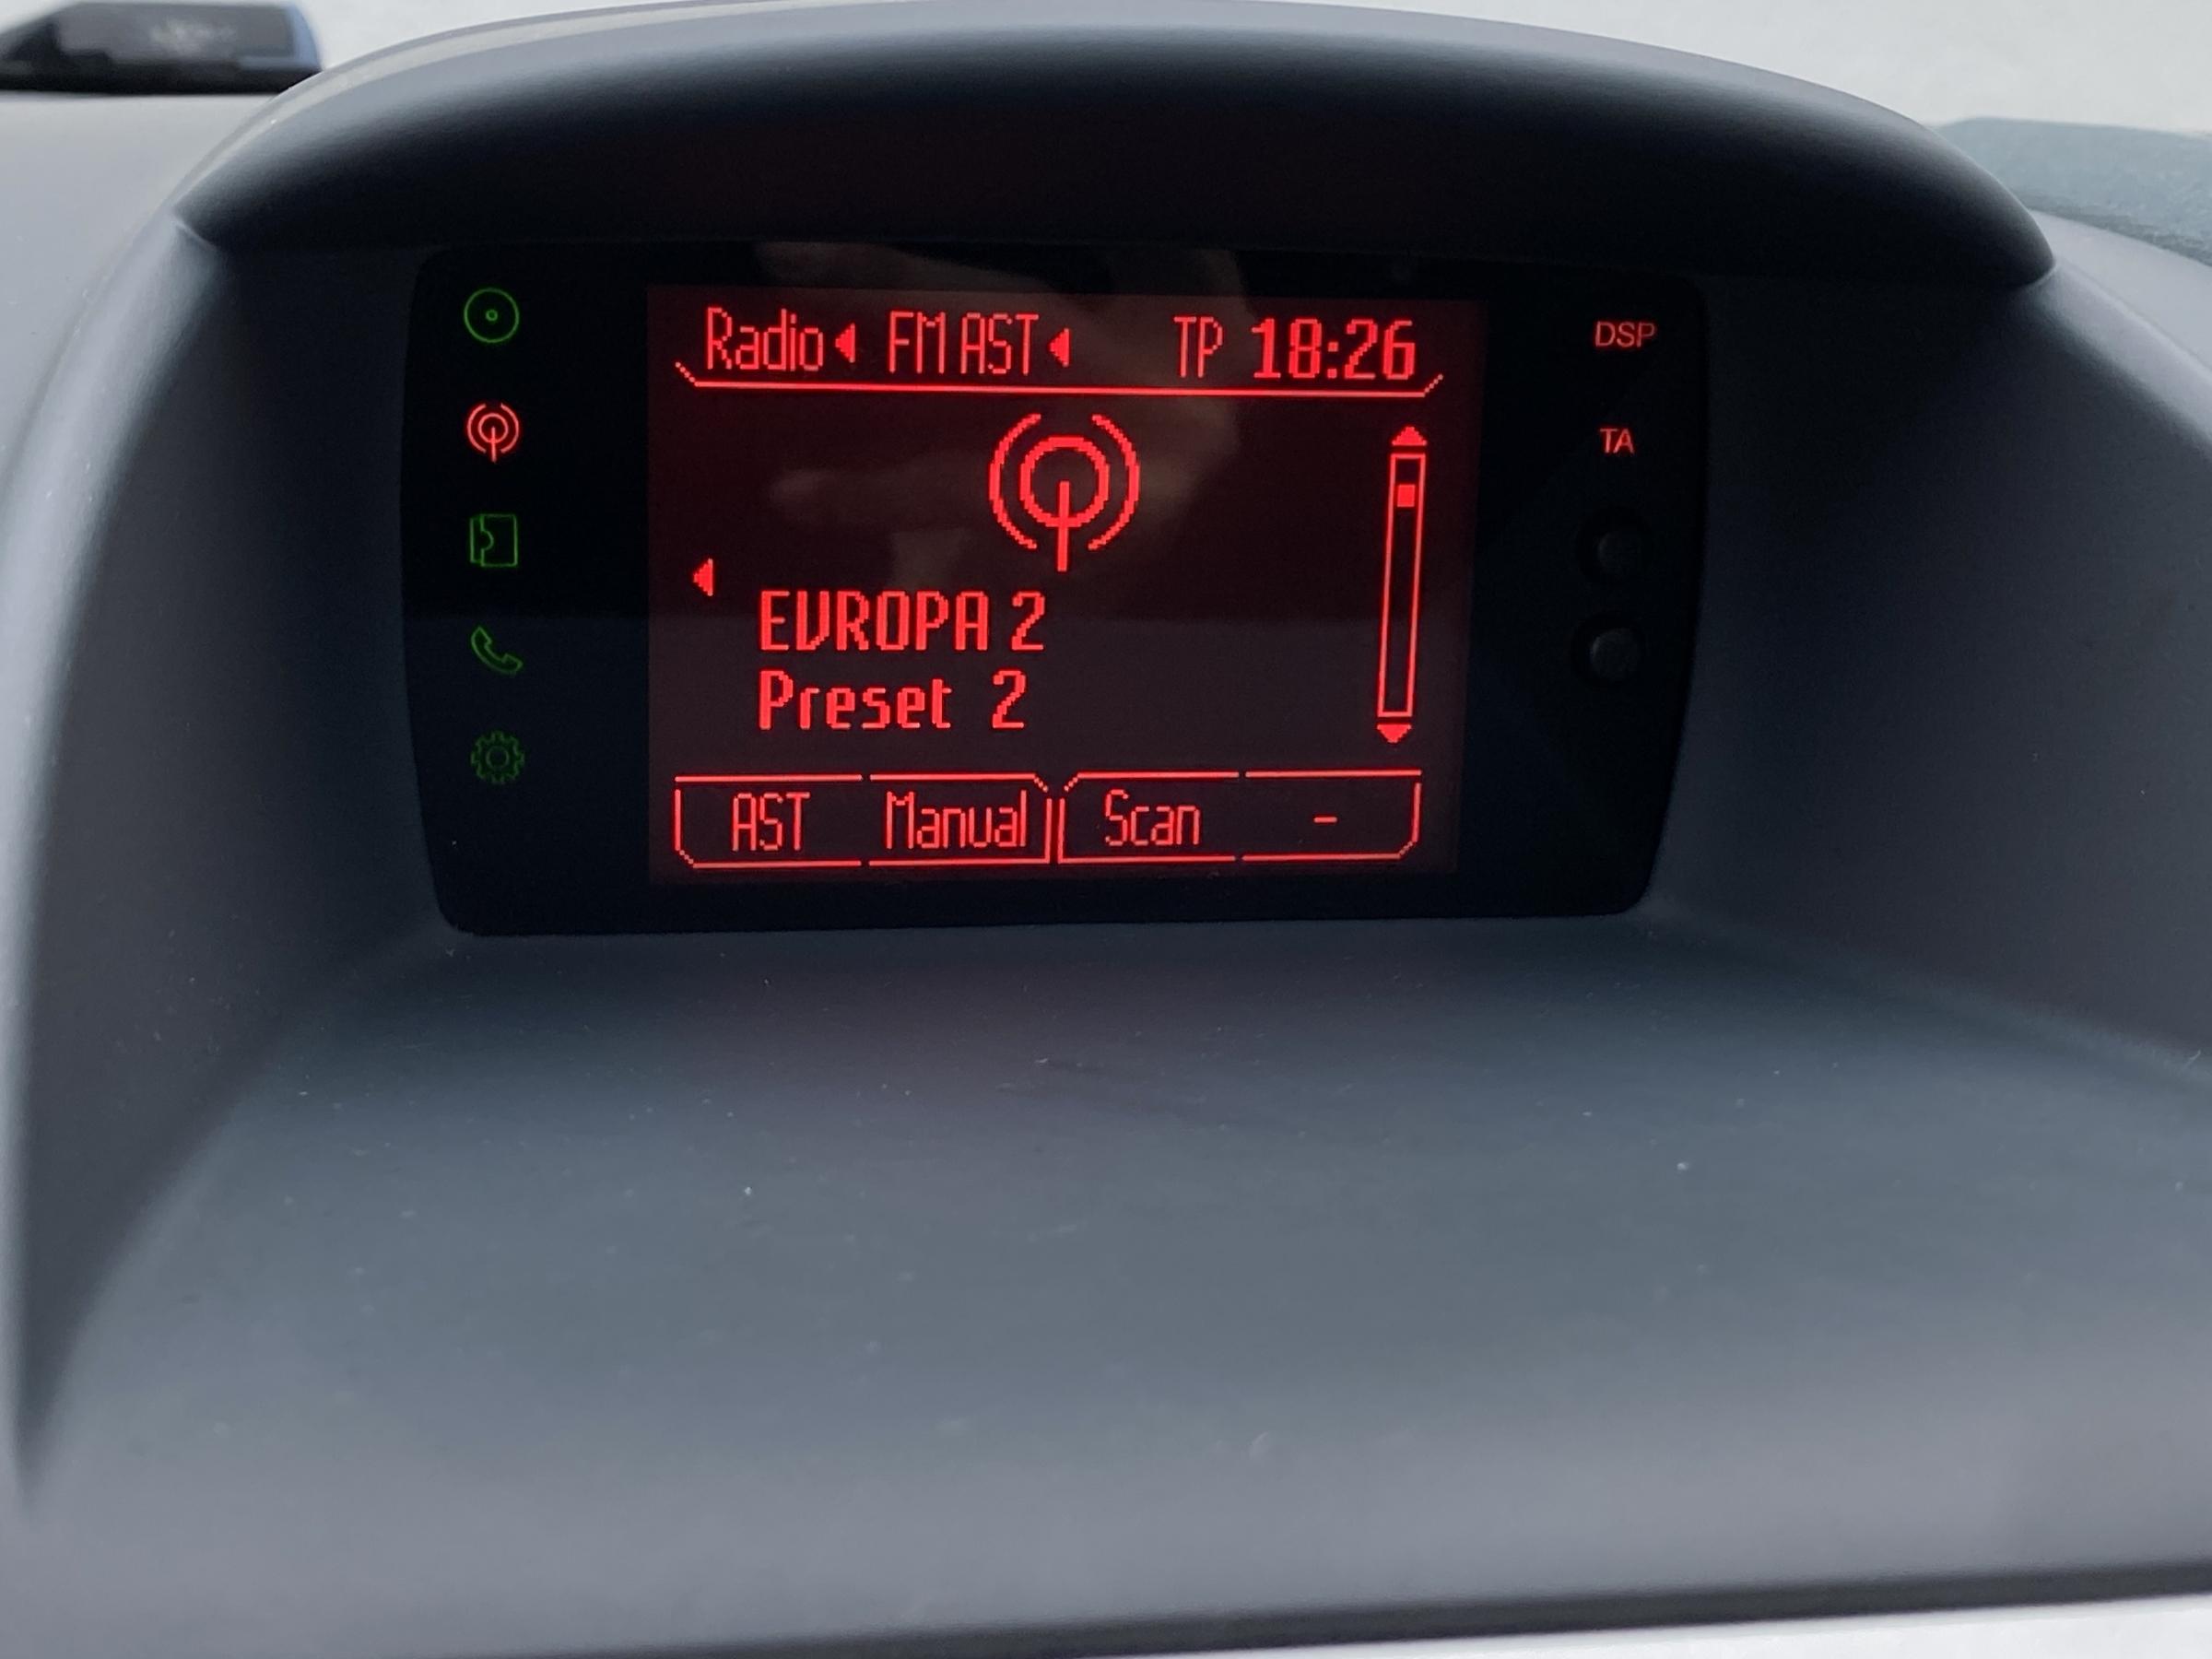 Radio FM AST TP 18:26
DSP
TA
EVROPA 2
Preset 2
AST Manual Scan -